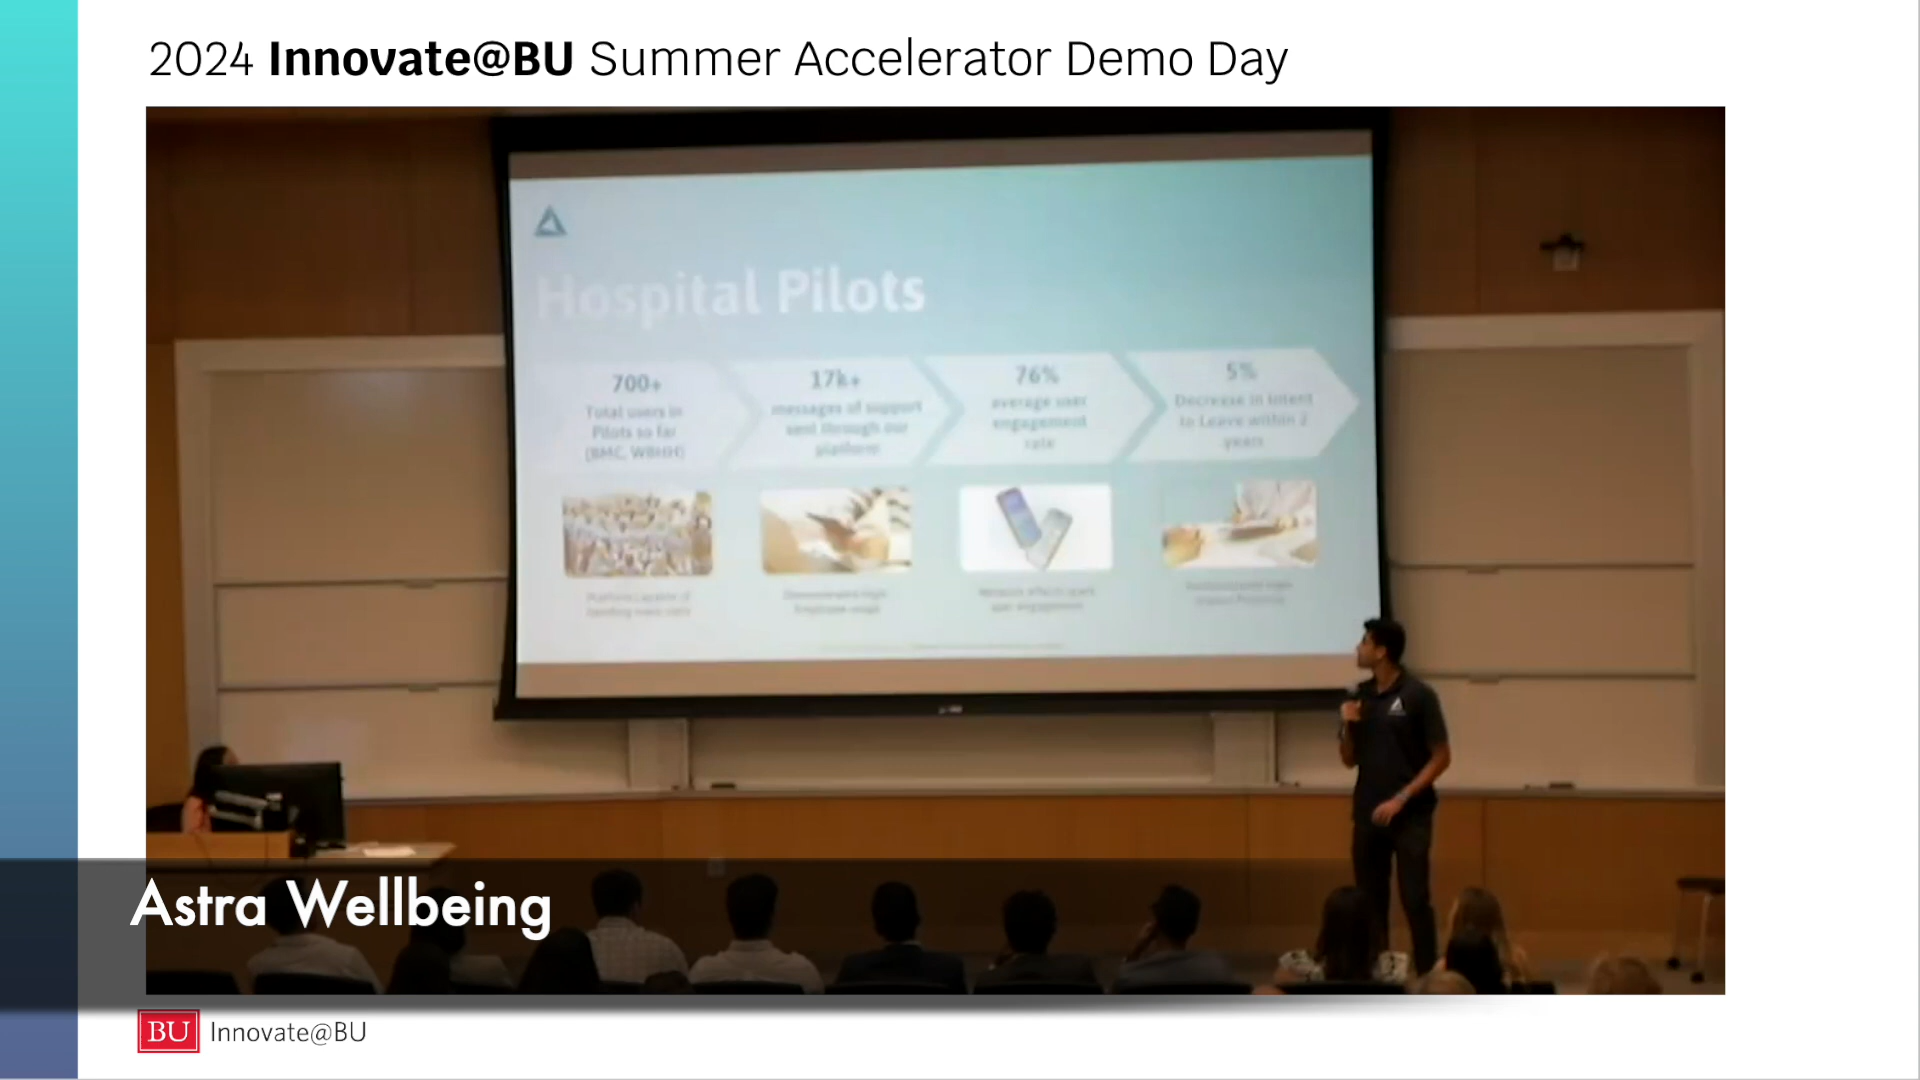 2024 Innovate@BU Summer Accelerator Demo Day
Hospital Pilots
700+
Total users in
Pilots so far
(BMC, WBHH)
17k+
messages of support
sent through our
platform
76%
average user
engagement
rate
5%
Decrease in Intent
to Leave within 2
years
Astra Wellbeing
BU Innovate@BU